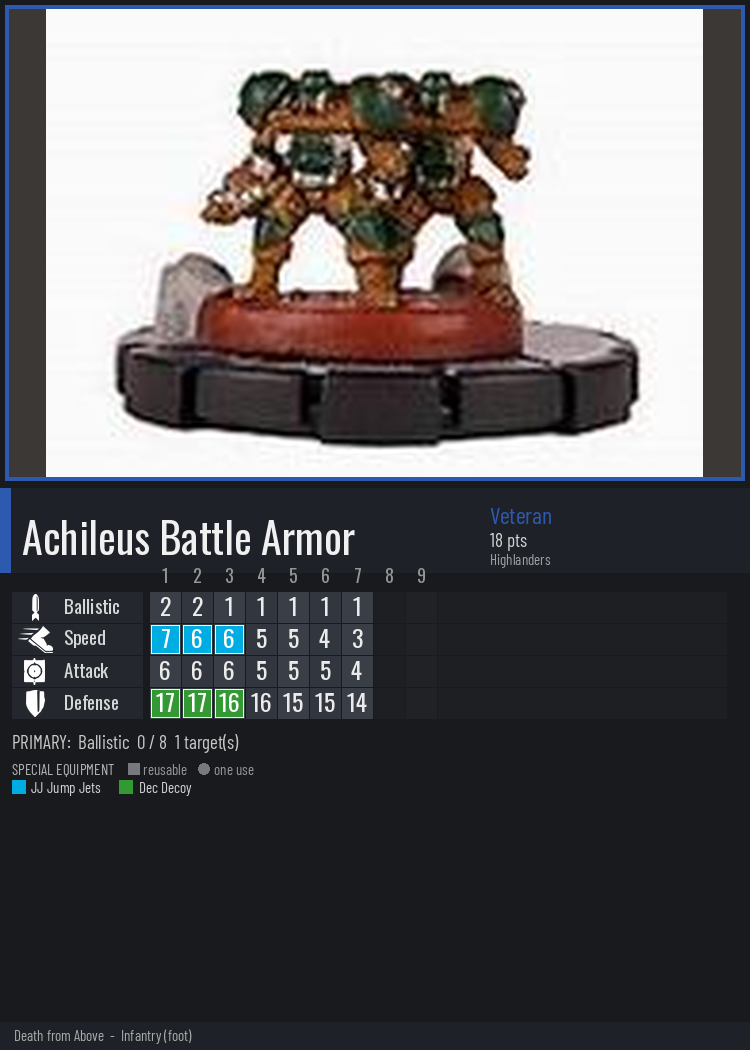 Achileus Battle Armor
Veteran
18 pts
Highlanders
1 2 3 4 5 6 7 8 9
Ballistic 2 2 1 1 1 1 1
Speed 7 6 6 5 5 4 3
Attack 6 6 6 5 5 5 4
Defense 17 17 16 16 15 15 14
PRIMARY: Ballistic 0 / 8 1 target(s)
SPECIAL EQUIPMENT reusable one use
JJ Jump Jets Dec Decoy
Death from Above - Infantry (foot)